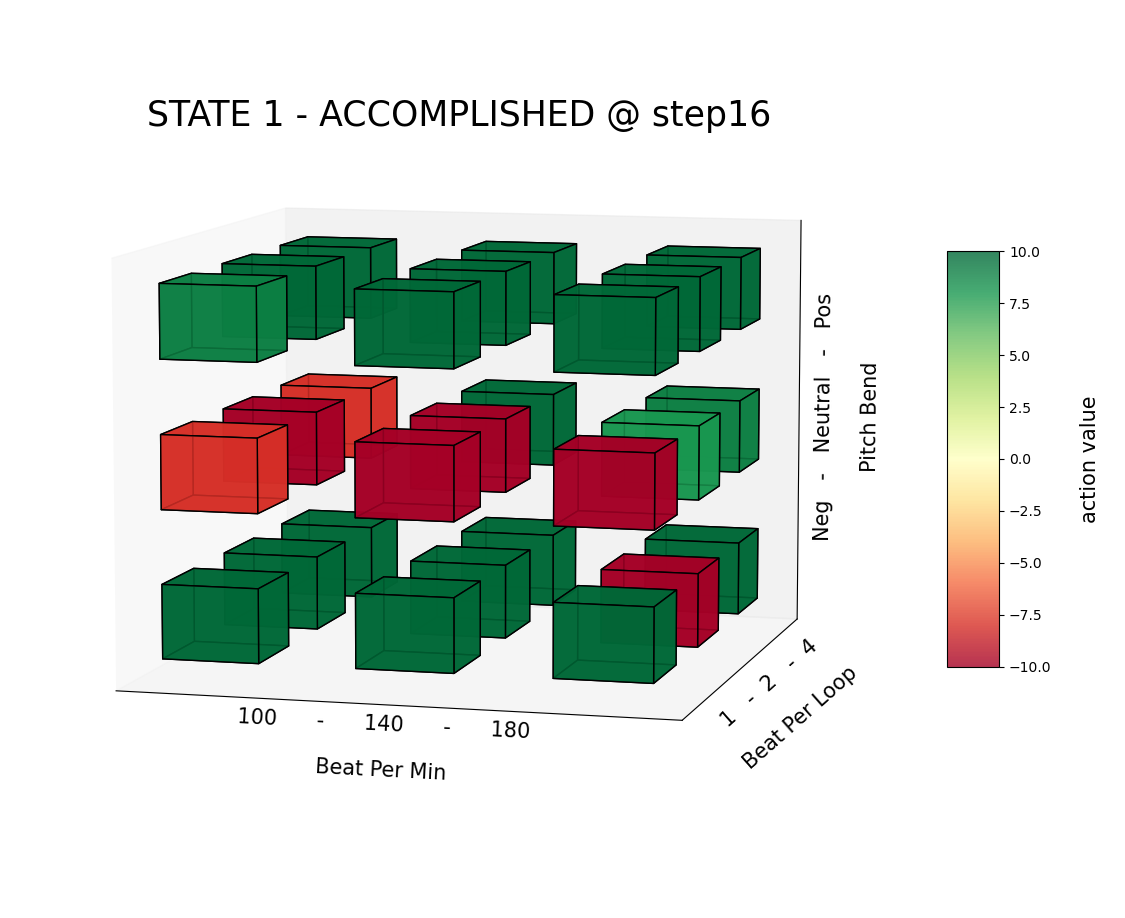 STATE 1 - ACCOMPLISHED @ step16
Neg - Neutral - Pos
Pitch Bend
100 - 140 - 180
Beat Per Min
1 - 2 - 4
Beat Per Loop
10.0
7.5
5.0
2.5
0.0
−2.5
−5.0
−7.5
−10.0
action value